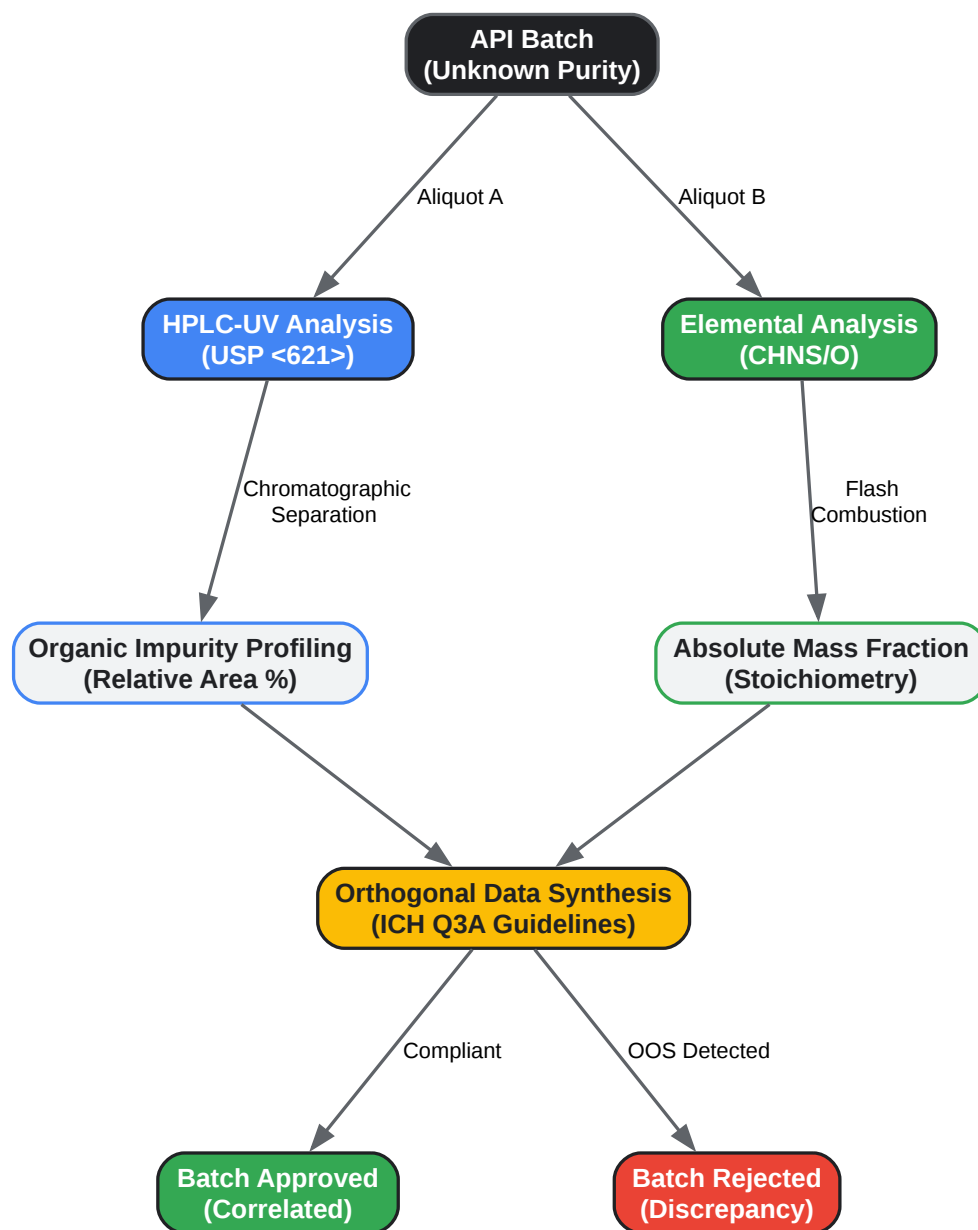 API Batch
(Unknown Purity)
Aliquot A
Aliquot B
HPLC-UV Analysis
(USP <621>)
Elemental Analysis
(CHNS/O)
Chromatographic
Separation
Flash
Combustion
Organic Impurity Profiling
(Relative Area %)
Absolute Mass Fraction
(Stoichiometry)
Orthogonal Data Synthesis
(ICH Q3A Guidelines)
Compliant
OOS Detected
Batch Approved
(Correlated)
Batch Rejected
(Discrepancy)